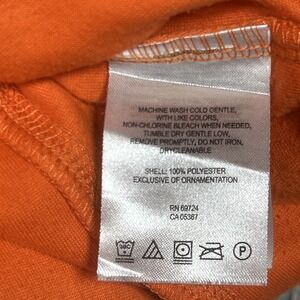 MACHINE WASH COLD GENTLE,
WITH LIKE COLORS,
NON-CHLORINE BLEACH WHEN NEEDED,
TUMBLE DRY GENTLE LOW,
REMOVE PROMPTLY, DO NOT IRON,
DRYCLEANABLE
SHELL: 100% POLYESTER
EXCLUSIVE OF ORNAMENTATION
RN 69724
CA 05387
30C P